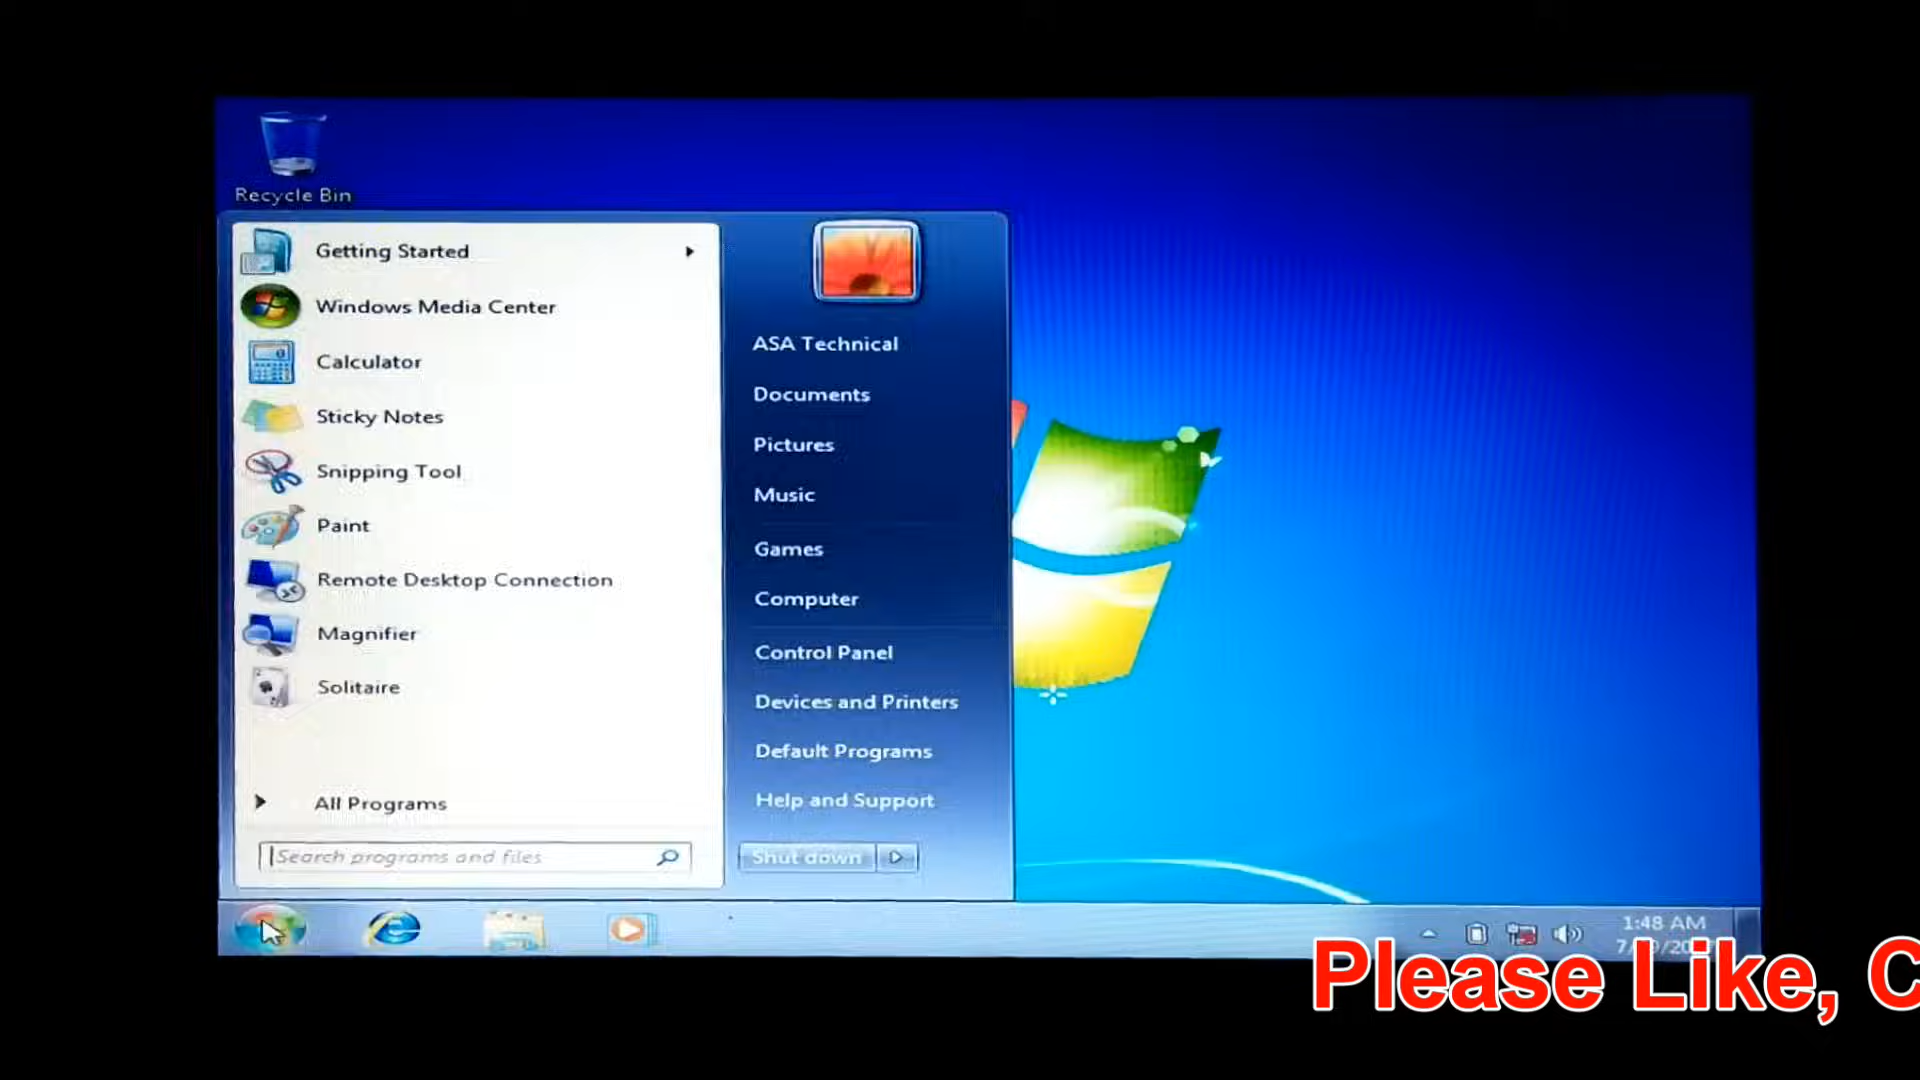 Recycle Bin
Getting Started
Windows Media Center
Calculator
Sticky Notes
Snipping Tool
Paint
Remote Desktop Connection
Magnifier
Solitaire
All Programs
Search programs and files
ASA Technical
Documents
Pictures
Music
Games
Computer
Control Panel
Devices and Printers
Default Programs
Help and Support
Shut down
1:48 AM
Please Like, C